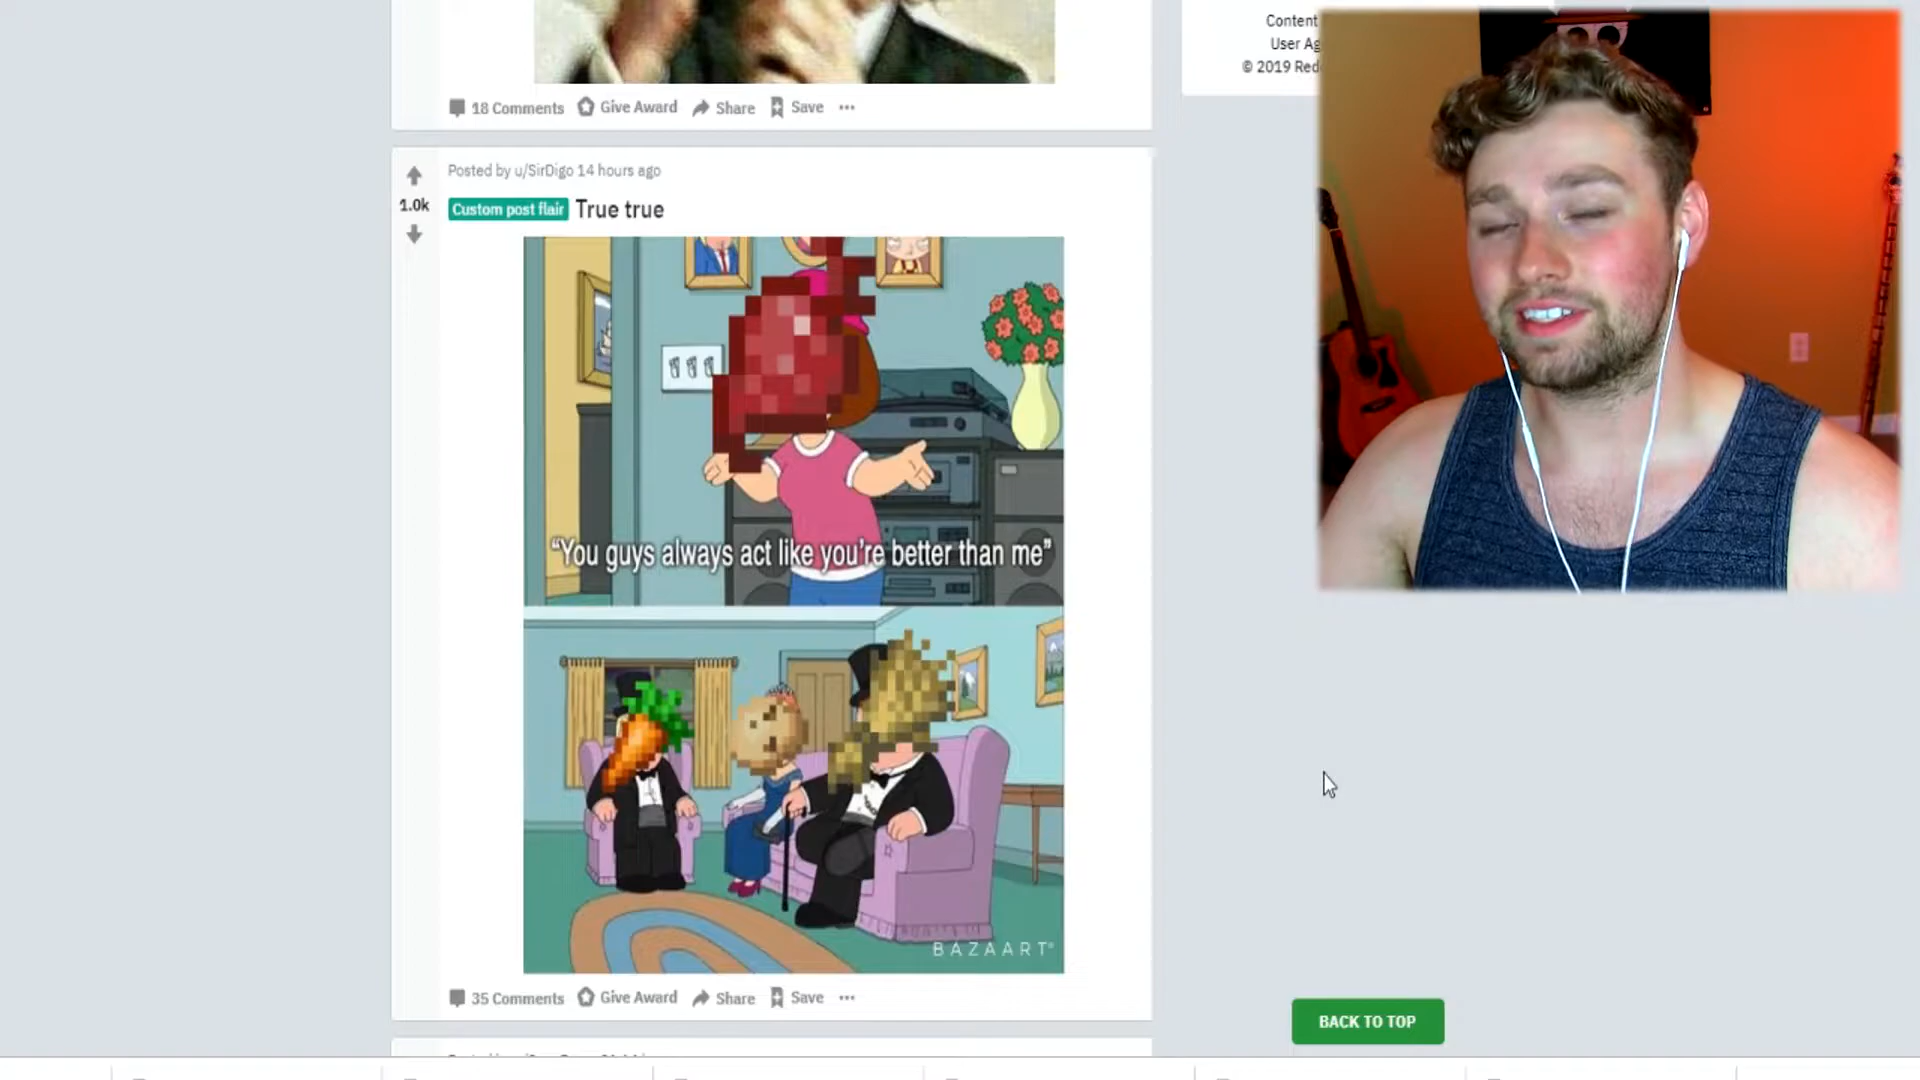 Content
User Ag
© 2019 Red
18 Comments Give Award Share Save
Posted by u/SirDigo 14 hours ago
1.0k
Custom post flair True true
"You guys always act like you're better than me"
BAZAART
35 Comments Give Award Share Save
BACK TO TOP